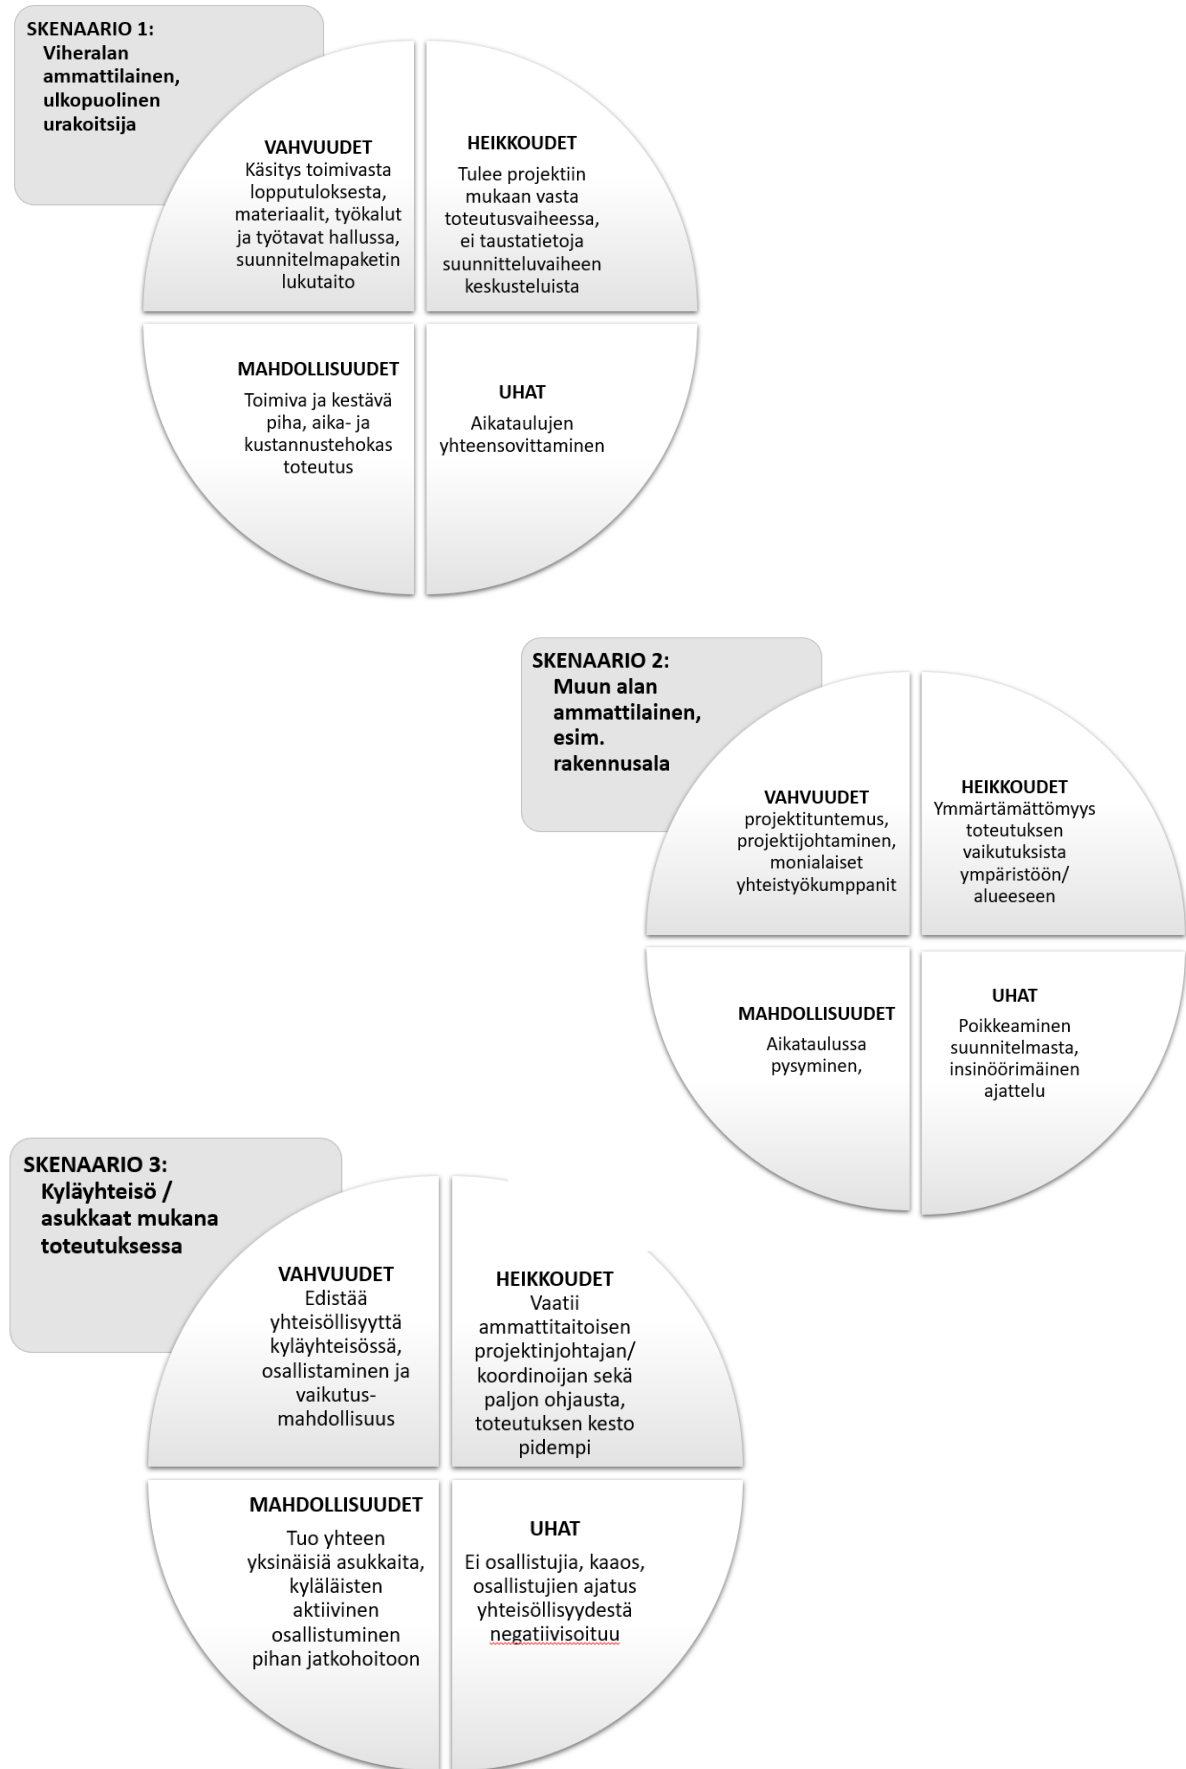 SKENAARIO 1:
Viheralan
ammattilainen,
ulkopuolinen
urakoitsija
VAHVUUDET
Käsitys toimivasta
lopputuloksesta,
materiaalit, työkalut
ja työtavat hallussa,
suunnitelmapaketin
lukutaito
HEIKKOUDET
Tulee projektiin
mukaan vasta
toteutusvaiheessa,
ei taustatietoja
suunnitteluvaiheen
keskusteluista
MAHDOLLISUUDET
Toimiva ja kestävä
piha, aika- ja
kustannustehokas
toteutus
UHAT
Aikataulujen
yhteensovittaminen
SKENAARIO 2:
Muun alan
ammattilainen,
esim.
rakennusala
VAHVUUDET
projektituntemus,
projektijohtaminen,
monialaiset
yhteistyökumppanit
HEIKKOUDET
Ymmärtämättömyys
toteutuksen
vaikutuksista
ympäristöön/
alueeseen
MAHDOLLISUUDET
Aikataulussa
pysyminen,
UHAT
Poikkeaminen
suunnitelmasta,
insinöörimäinen
ajattelu
SKENAARIO 3:
Kyläyhteisö /
asukkaat mukana
toteutuksessa
VAHVUUDET
Edistää
yhteisöllisyyttä
kyläyhteisössä,
osallistaminen ja
vaikutus-
mahdollisuus
HEIKKOUDET
Vaatii
ammattitaitoisen
projektinjohtajan/
koordinoijan sekä
paljon ohjausta,
toteutuksen kesto
pidempi
MAHDOLLISUUDET
Tuo yhteen
yksinäisiä asukkaita,
kyläläisten
aktiivinen
osallistuminen
pihan jatkohoitoon
UHAT
Ei osallistujia, kaaos,
osallistujien ajatus
yhteisöllisyydestä
negatiivisoituu